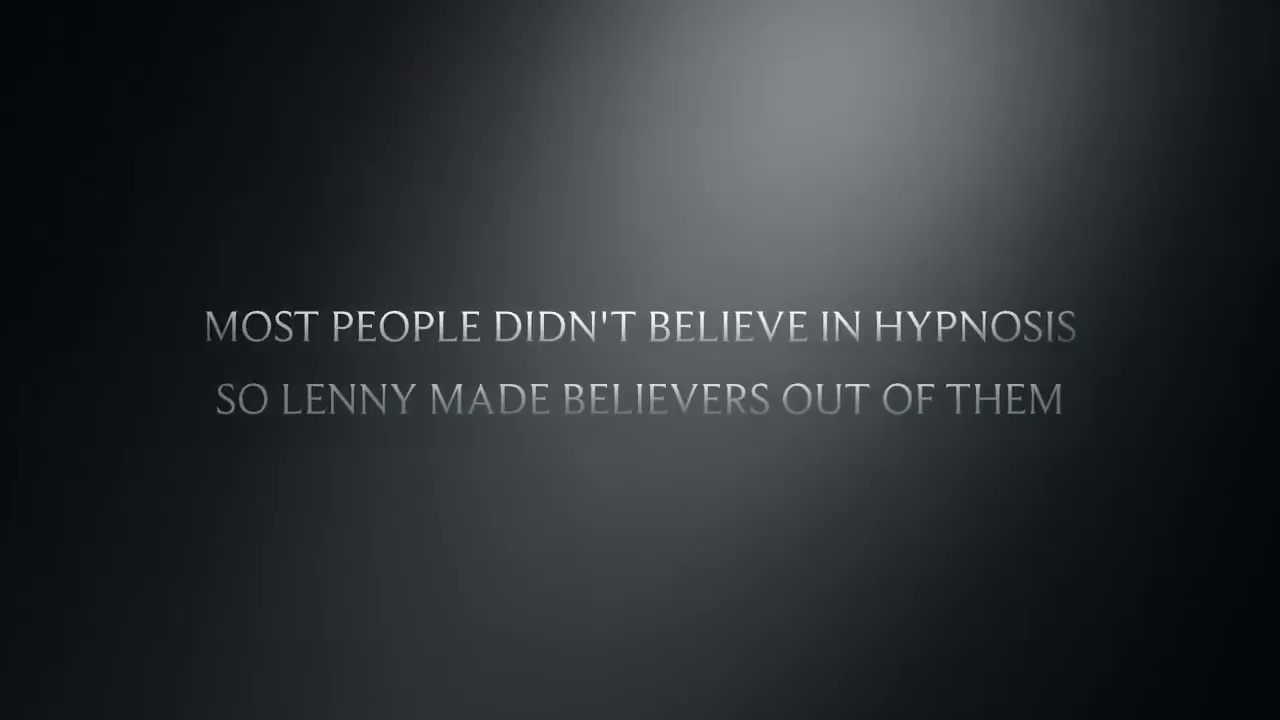 MOST PEOPLE DIDN'T BELIEVE IN HYPNOSIS
SO LENNY MADE BELIEVERS OUT OF THEM